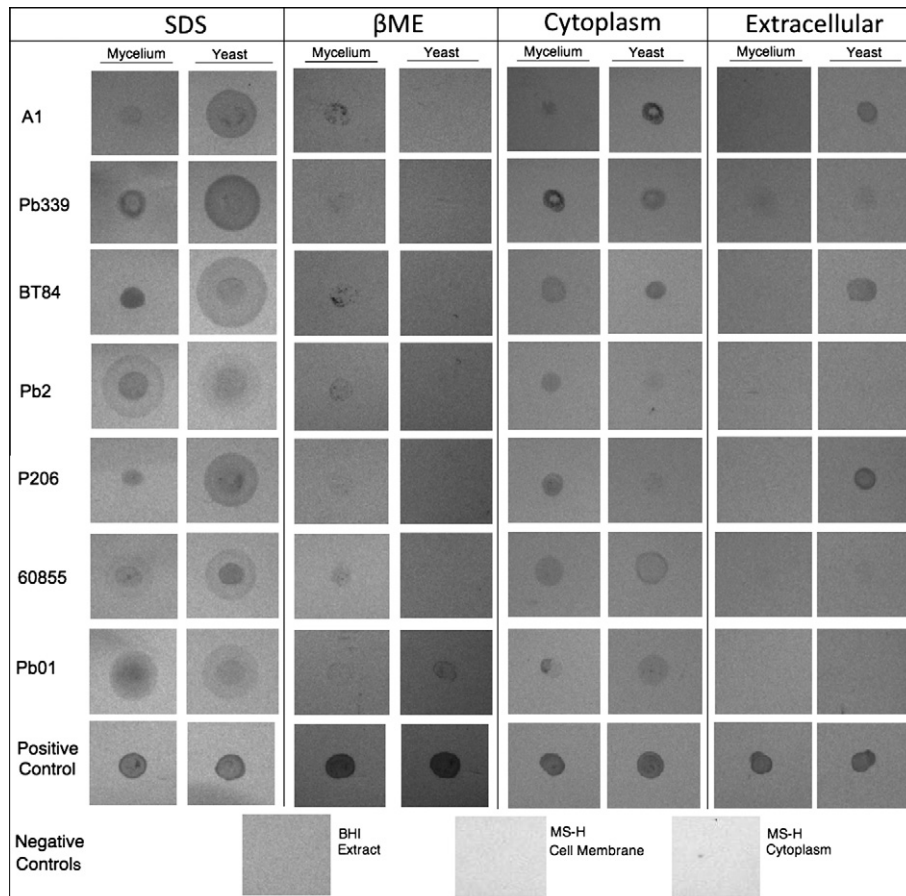 SDS βME Cytoplasm Extracellular
Mycelium Yeast Mycelium Yeast Mycelium Yeast Mycelium Yeast
A1
Pb339
BT84
Pb2
P206
60855
Pb01
Positive
Control
Negative
Controls
BHI
Extract
MS-H
Cell Membrane
MS-H
Cytoplasm